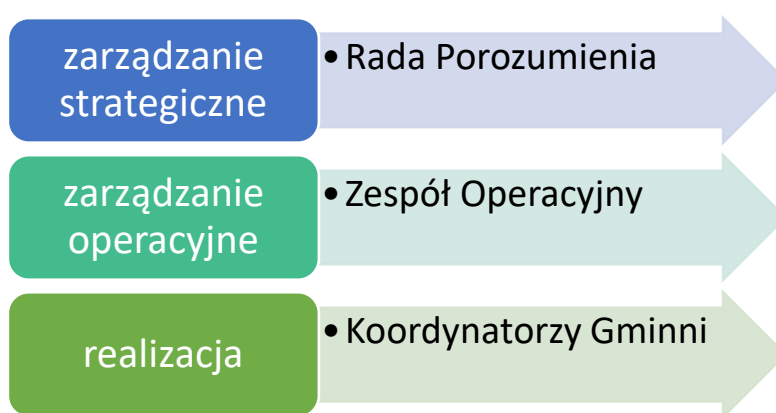 zarządzanie
strategiczne
• Rada Porozumienia
zarządzanie
operacyjne
• Zespół Operacyjny
realizacja
• Koordynatorzy Gminni